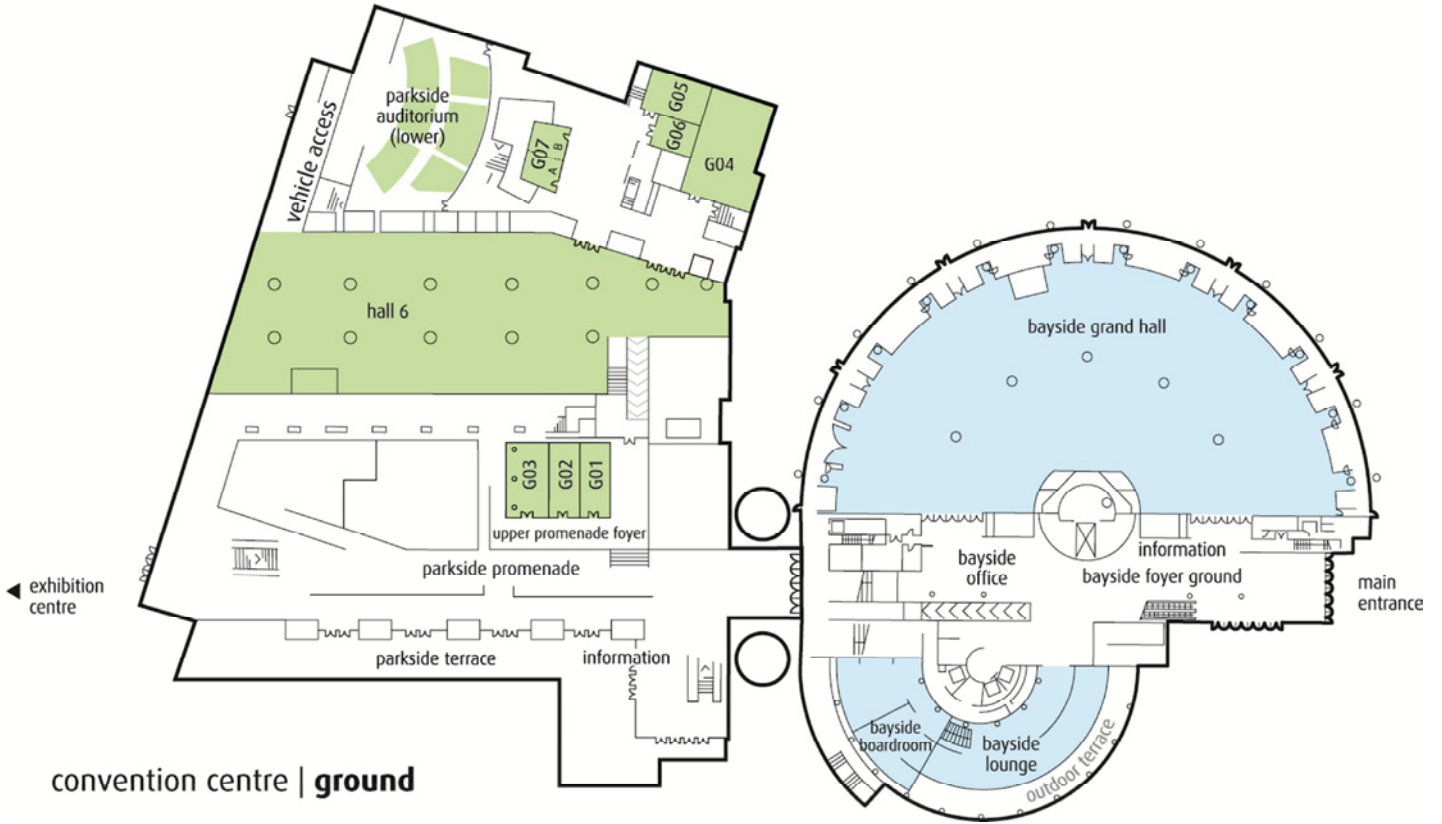 parkside
auditorium
(lower)
vehicle access
G07
A
B
G05
G06
G04
hall 6
bayside grand hall
G03
G02
G01
upper promenade foyer
parkside promenade
exhibition
centre
bayside
office
information
bayside foyer ground
main
entrance
parkside terrace
information
bayside
boardroom
bayside
lounge
outdoor terrace
convention centre | ground